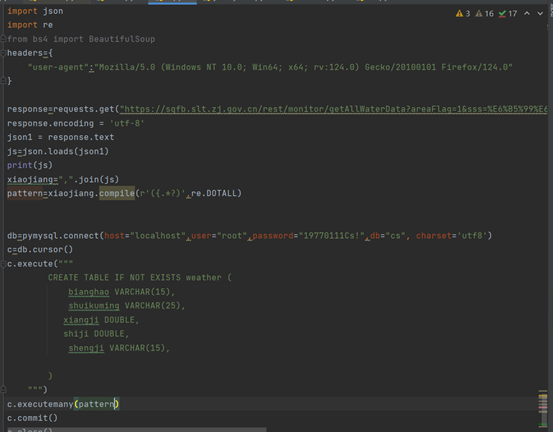 3 16 17
import json
import re
from bs4 import BeautifulSoup
headers={
"user-agent":"Mozilla/5.0 (Windows NT 10.0; Win64; x64; rv:124.0) Gecko/20100101 Firefox/124.0"
}
response=requests.get("https://sqfb.slt.zj.gov.cn/rest/monitor/getAllWaterData?areaFlag=1&sss=%E6%B5%99%E6
response.encoding = 'utf-8'
json1 = response.text
js=json.loads(json1)
print(js)
xiaojiang=",".join(js)
pattern=xiaojiang.compile(r'({.*?)',re.DOTALL)
db=pymysql.connect(host="localhost",user="root",password="19770111Cs!",db="cs", charset='utf8')
c=db.cursor()
c.execute("""
CREATE TABLE IF NOT EXISTS weather (
bianghao VARCHAR(15),
shuikuming VARCHAR(25),
xiangji DOUBLE,
shiji DOUBLE,
shengji VARCHAR(15),
)
""")
c.executemany(pattern)
c.commit()